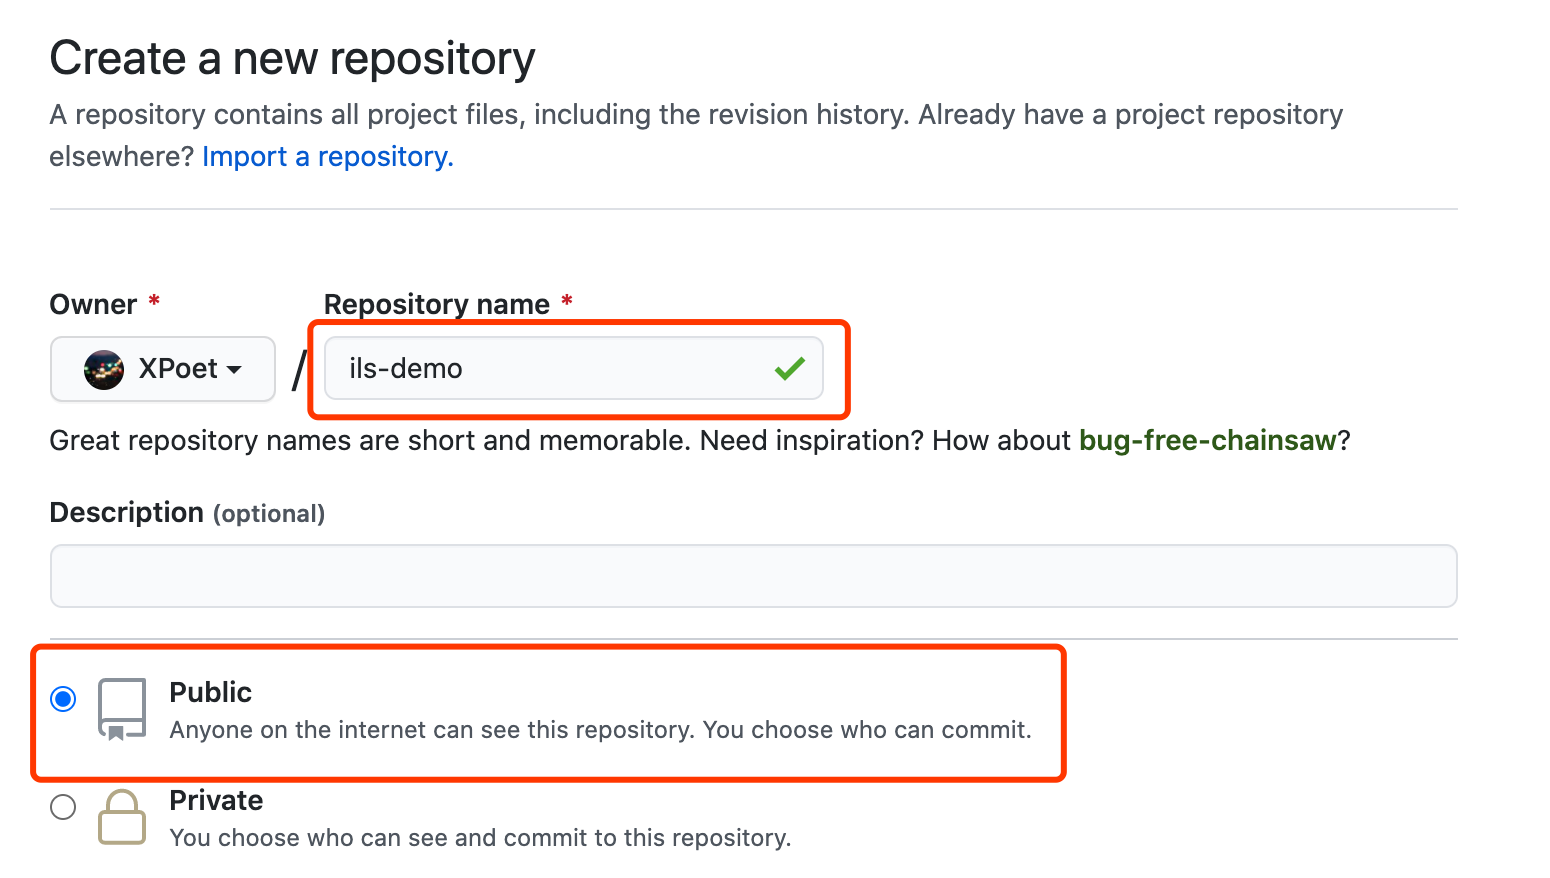 Create a new repository
A repository contains all project files, including the revision history. Already have a project repository
elsewhere? Import a repository.
Owner * Repository name *
XPoet / ils-demo
Great repository names are short and memorable. Need inspiration? How about bug-free-chainsaw?
Description (optional)
Public
Anyone on the internet can see this repository. You choose who can commit.
Private
You choose who can see and commit to this repository.